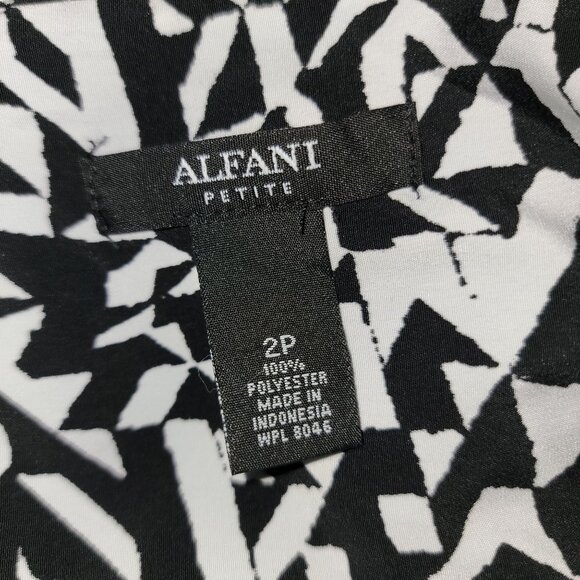 ALFANI
PETITE
2P
100%
POLYESTER
MADE IN
INDONESIA
WPL 8046